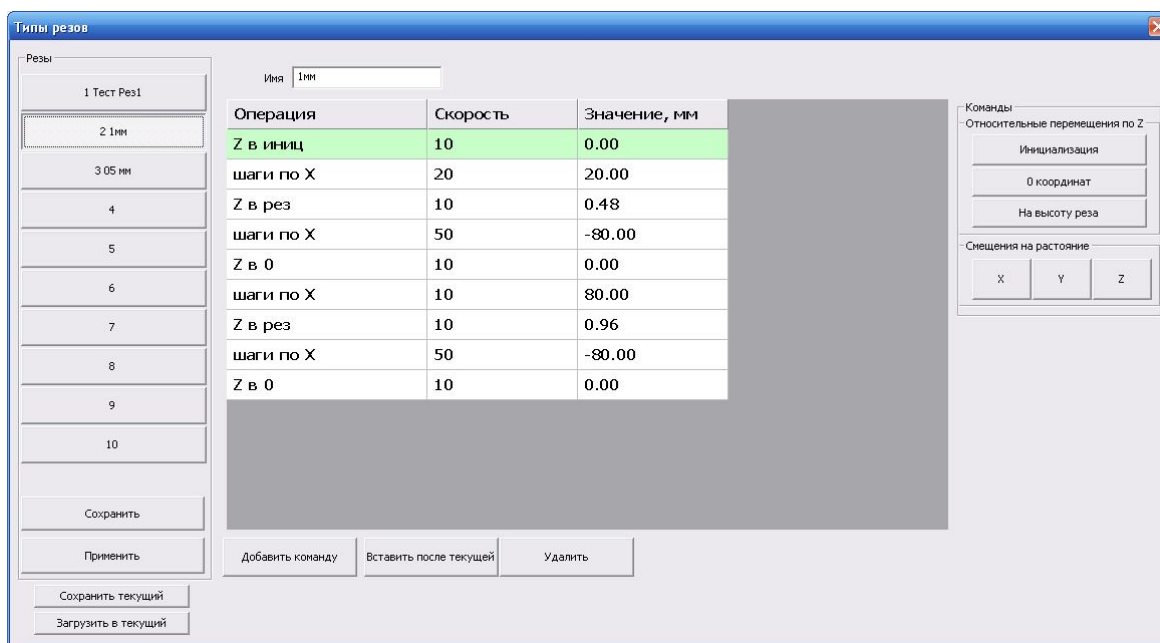 Типы резов
Резы
1 Тест Рез1
2 1мм
3 05 мм
4
5
6
7
8
9
10
Сохранить
Применить
Сохранить текущий
Загрузить в текущий
Имя 1мм
Операция Скорость Значение, мм
Z в иниц 10 0.00
шаги по X 20 20.00
Z в рез 10 0.48
шаги по X 50 -80.00
Z в 0 10 0.00
шаги по X 10 80.00
Z в рез 10 0.96
шаги по X 50 -80.00
Z в 0 10 0.00
Добавить команду Вставить после текущей Удалить
Команды
Относительные перемещения по Z
Инициализация
0 координат
На высоту реза
Смещения на растояние
X Y Z